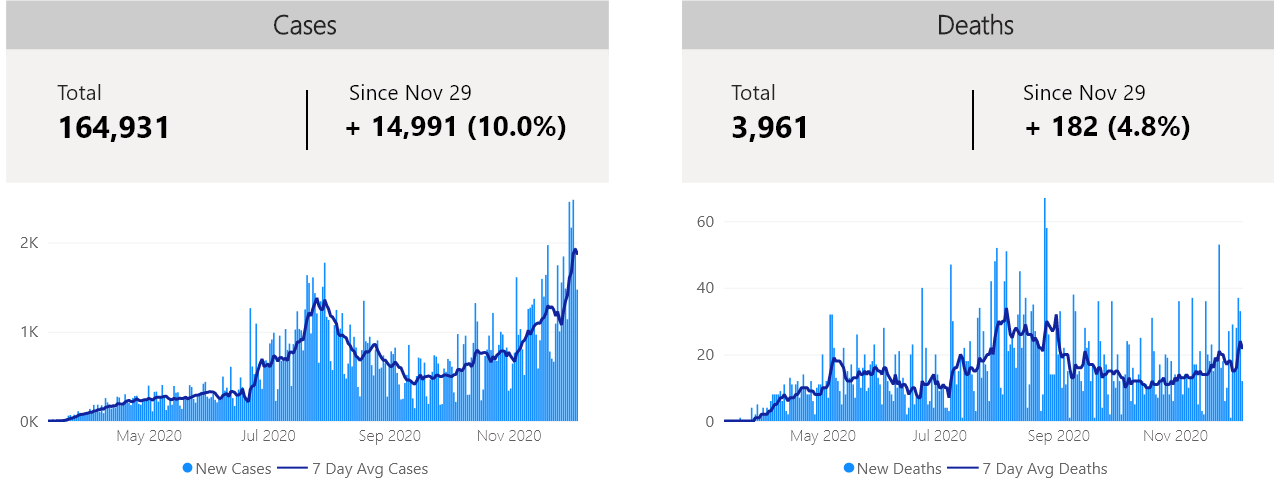 Cases
Total
164,931
Since Nov 29
+ 14,991 (10.0%)
2K
1K
0K
May 2020
Jul 2020
Sep 2020
Nov 2020
New Cases
7 Day Avg Cases
Deaths
Total
3,961
Since Nov 29
+ 182 (4.8%)
60
40
20
0
May 2020
Jul 2020
Sep 2020
Nov 2020
New Deaths
7 Day Avg Deaths